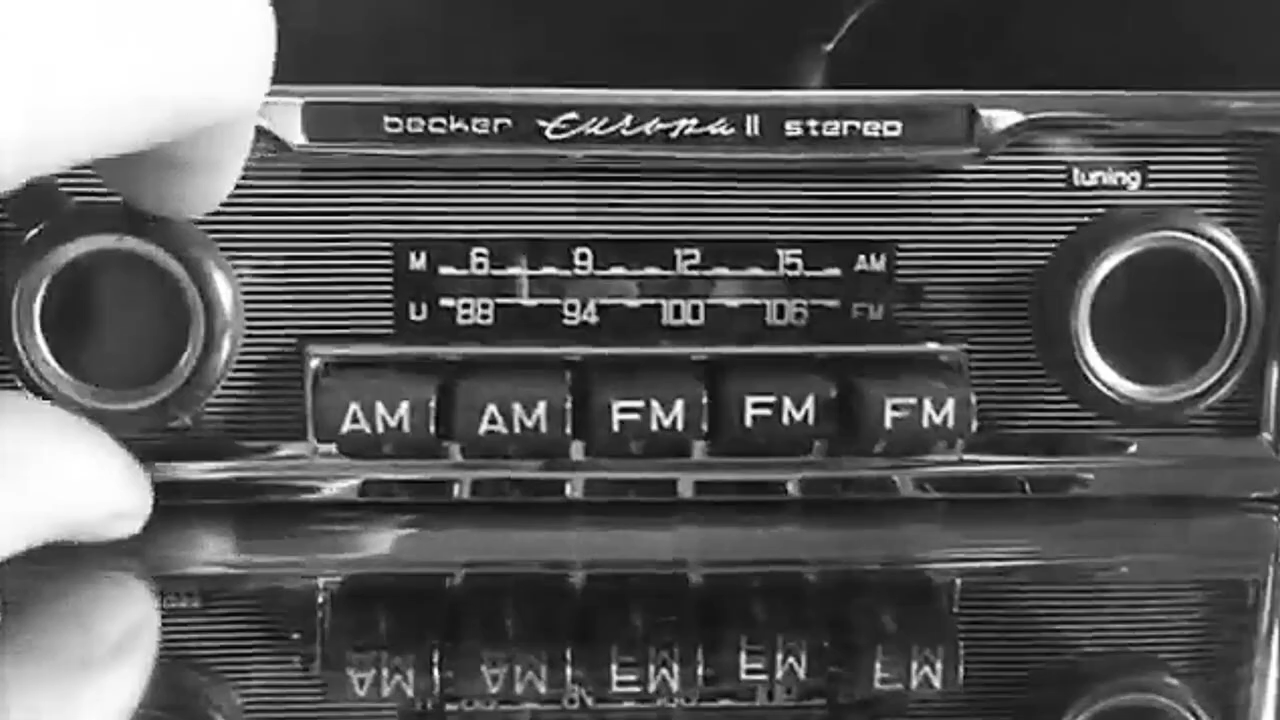 becker Europa II stereo
tuning
M 6 9 12 15 AM
U 88 94 100 106 FM
AM AM FM FM FM